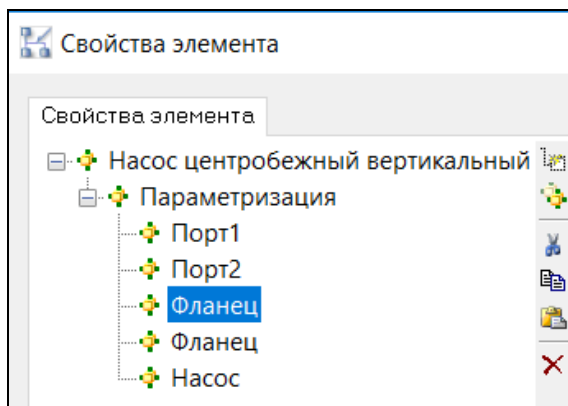 Свойства элемента
Свойства элемента
Насос центробежный вертикальный
Параметризация
Порт1
Порт2
Фланец
Фланец
Насос